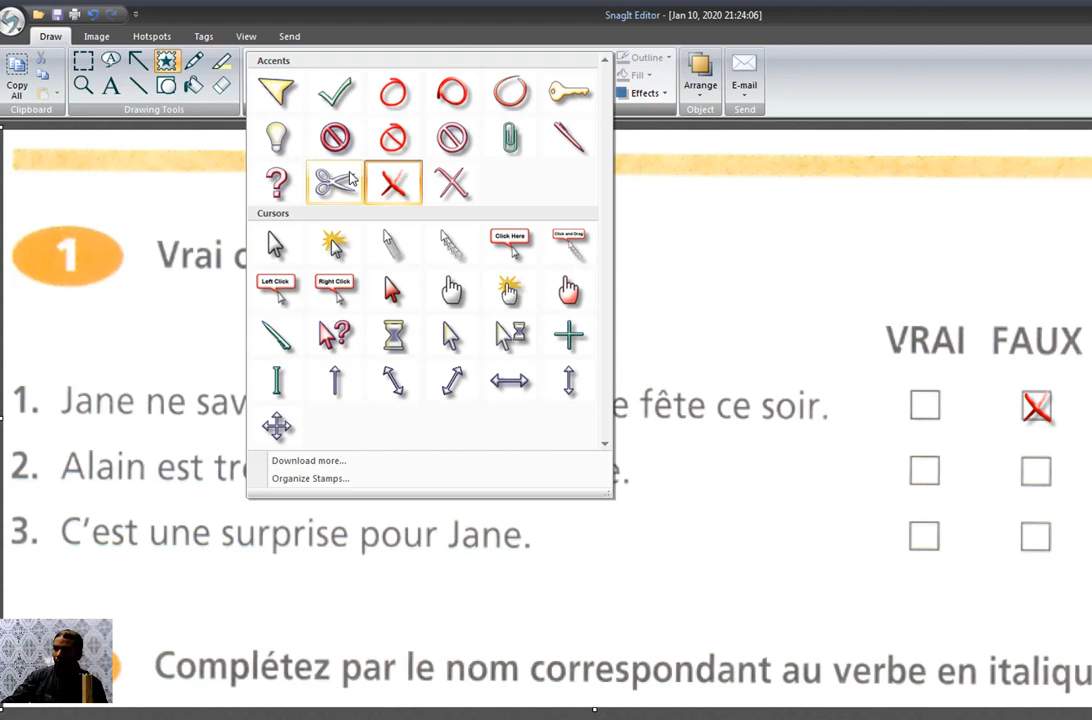 SnagIt Editor - [Jan 10, 2020 21:24:06]
Draw Image Hotspots Tags View Send
Copy All
Clipboard
Drawing Tools
Outline
Fill
Effects
Arrange
Object
E-mail
Send
Accents
Cursors
Click Here
Click and Drag
Left Click
Right Click
Download more...
Organize Stamps...
1 Vrai
VRAI FAUX
1. Jane ne sav e fête ce soir.
2. Alain est tr e.
3. C'est une surprise pour Jane.
Complétez par le nom correspondant au verbe en italiqu